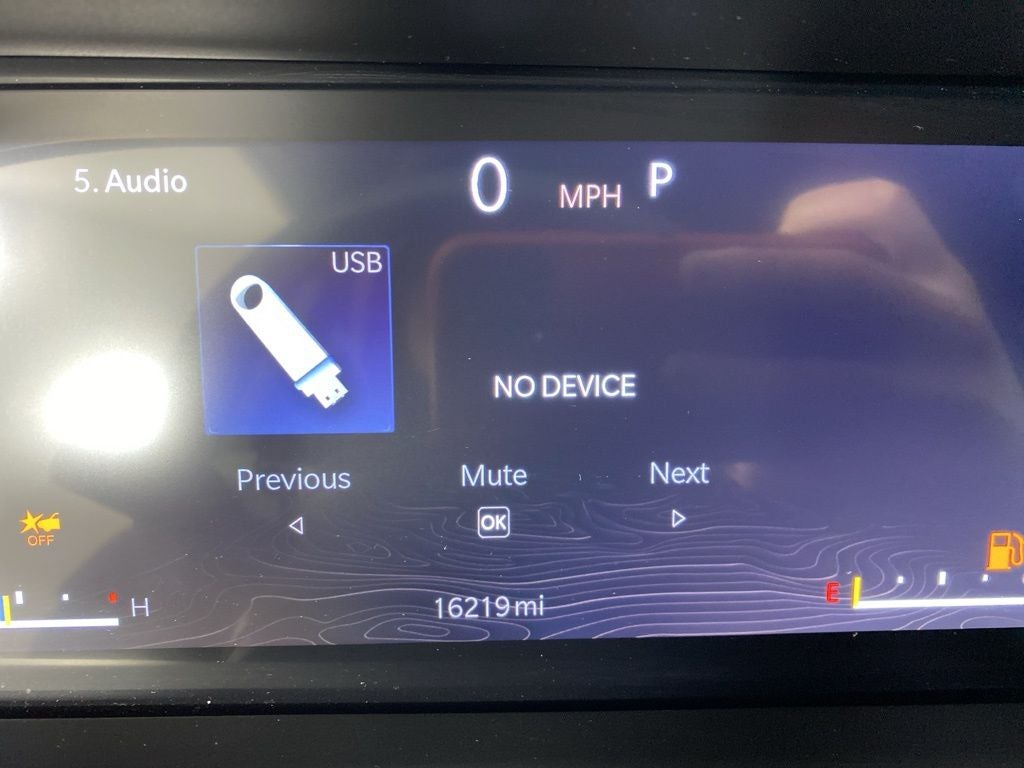 5. Audio
0 MPH P
USB
NO DEVICE
Previous Mute Next
OK
OFF
E
H
16219 mi